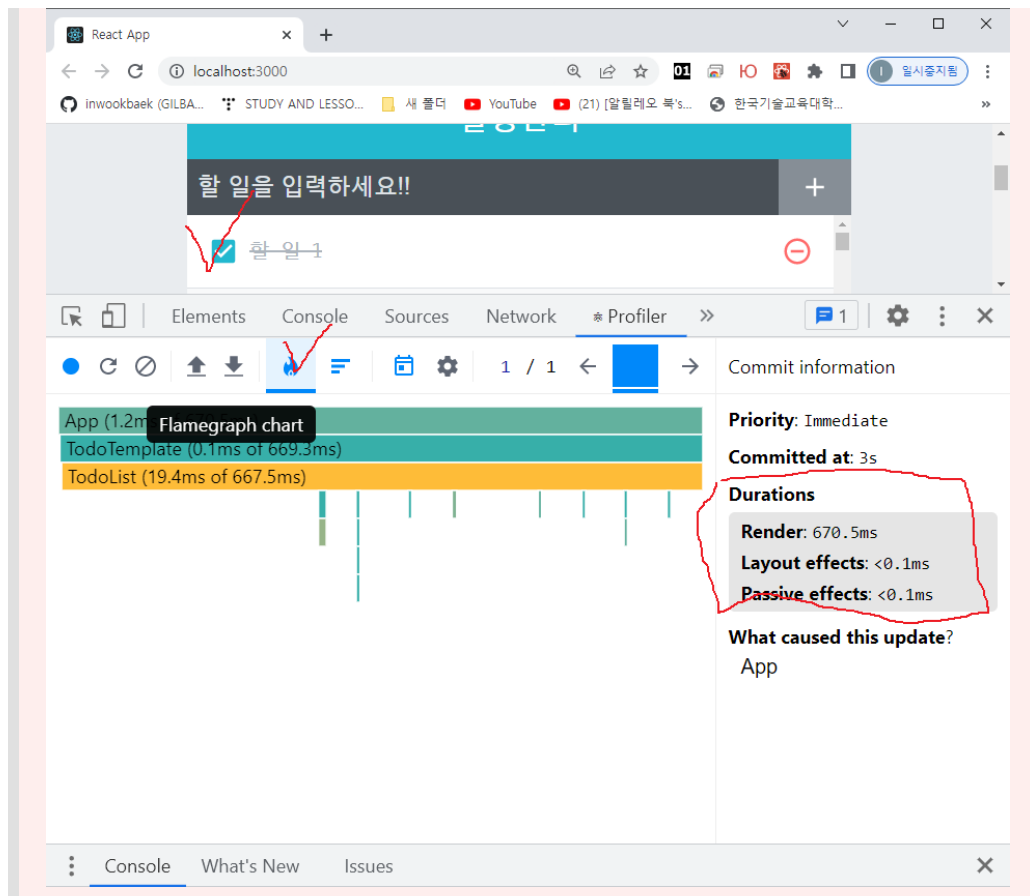 React App
localhost:3000
01
Ю
I
일시중지됨
inwookbaek (GILBA...
STUDY AND LESSO...
새 폴더
YouTube
(21) [알릴레오 북's...
한국기술교육대학...
»
할 일을 입력하세요!!
+
할 일 1
Elements
Console
Sources
Network
Profiler
»
1
1 / 1
Commit information
App (1.2m
Flamegraph chart
TodoTemplate (0.1ms of 669.3ms)
TodoList (19.4ms of 667.5ms)
Priority: Immediate
Committed at: 3s
Durations
Render: 670.5ms
Layout effects: <0.1ms
Passive effects: <0.1ms
What caused this update?
App
Console
What's New
Issues